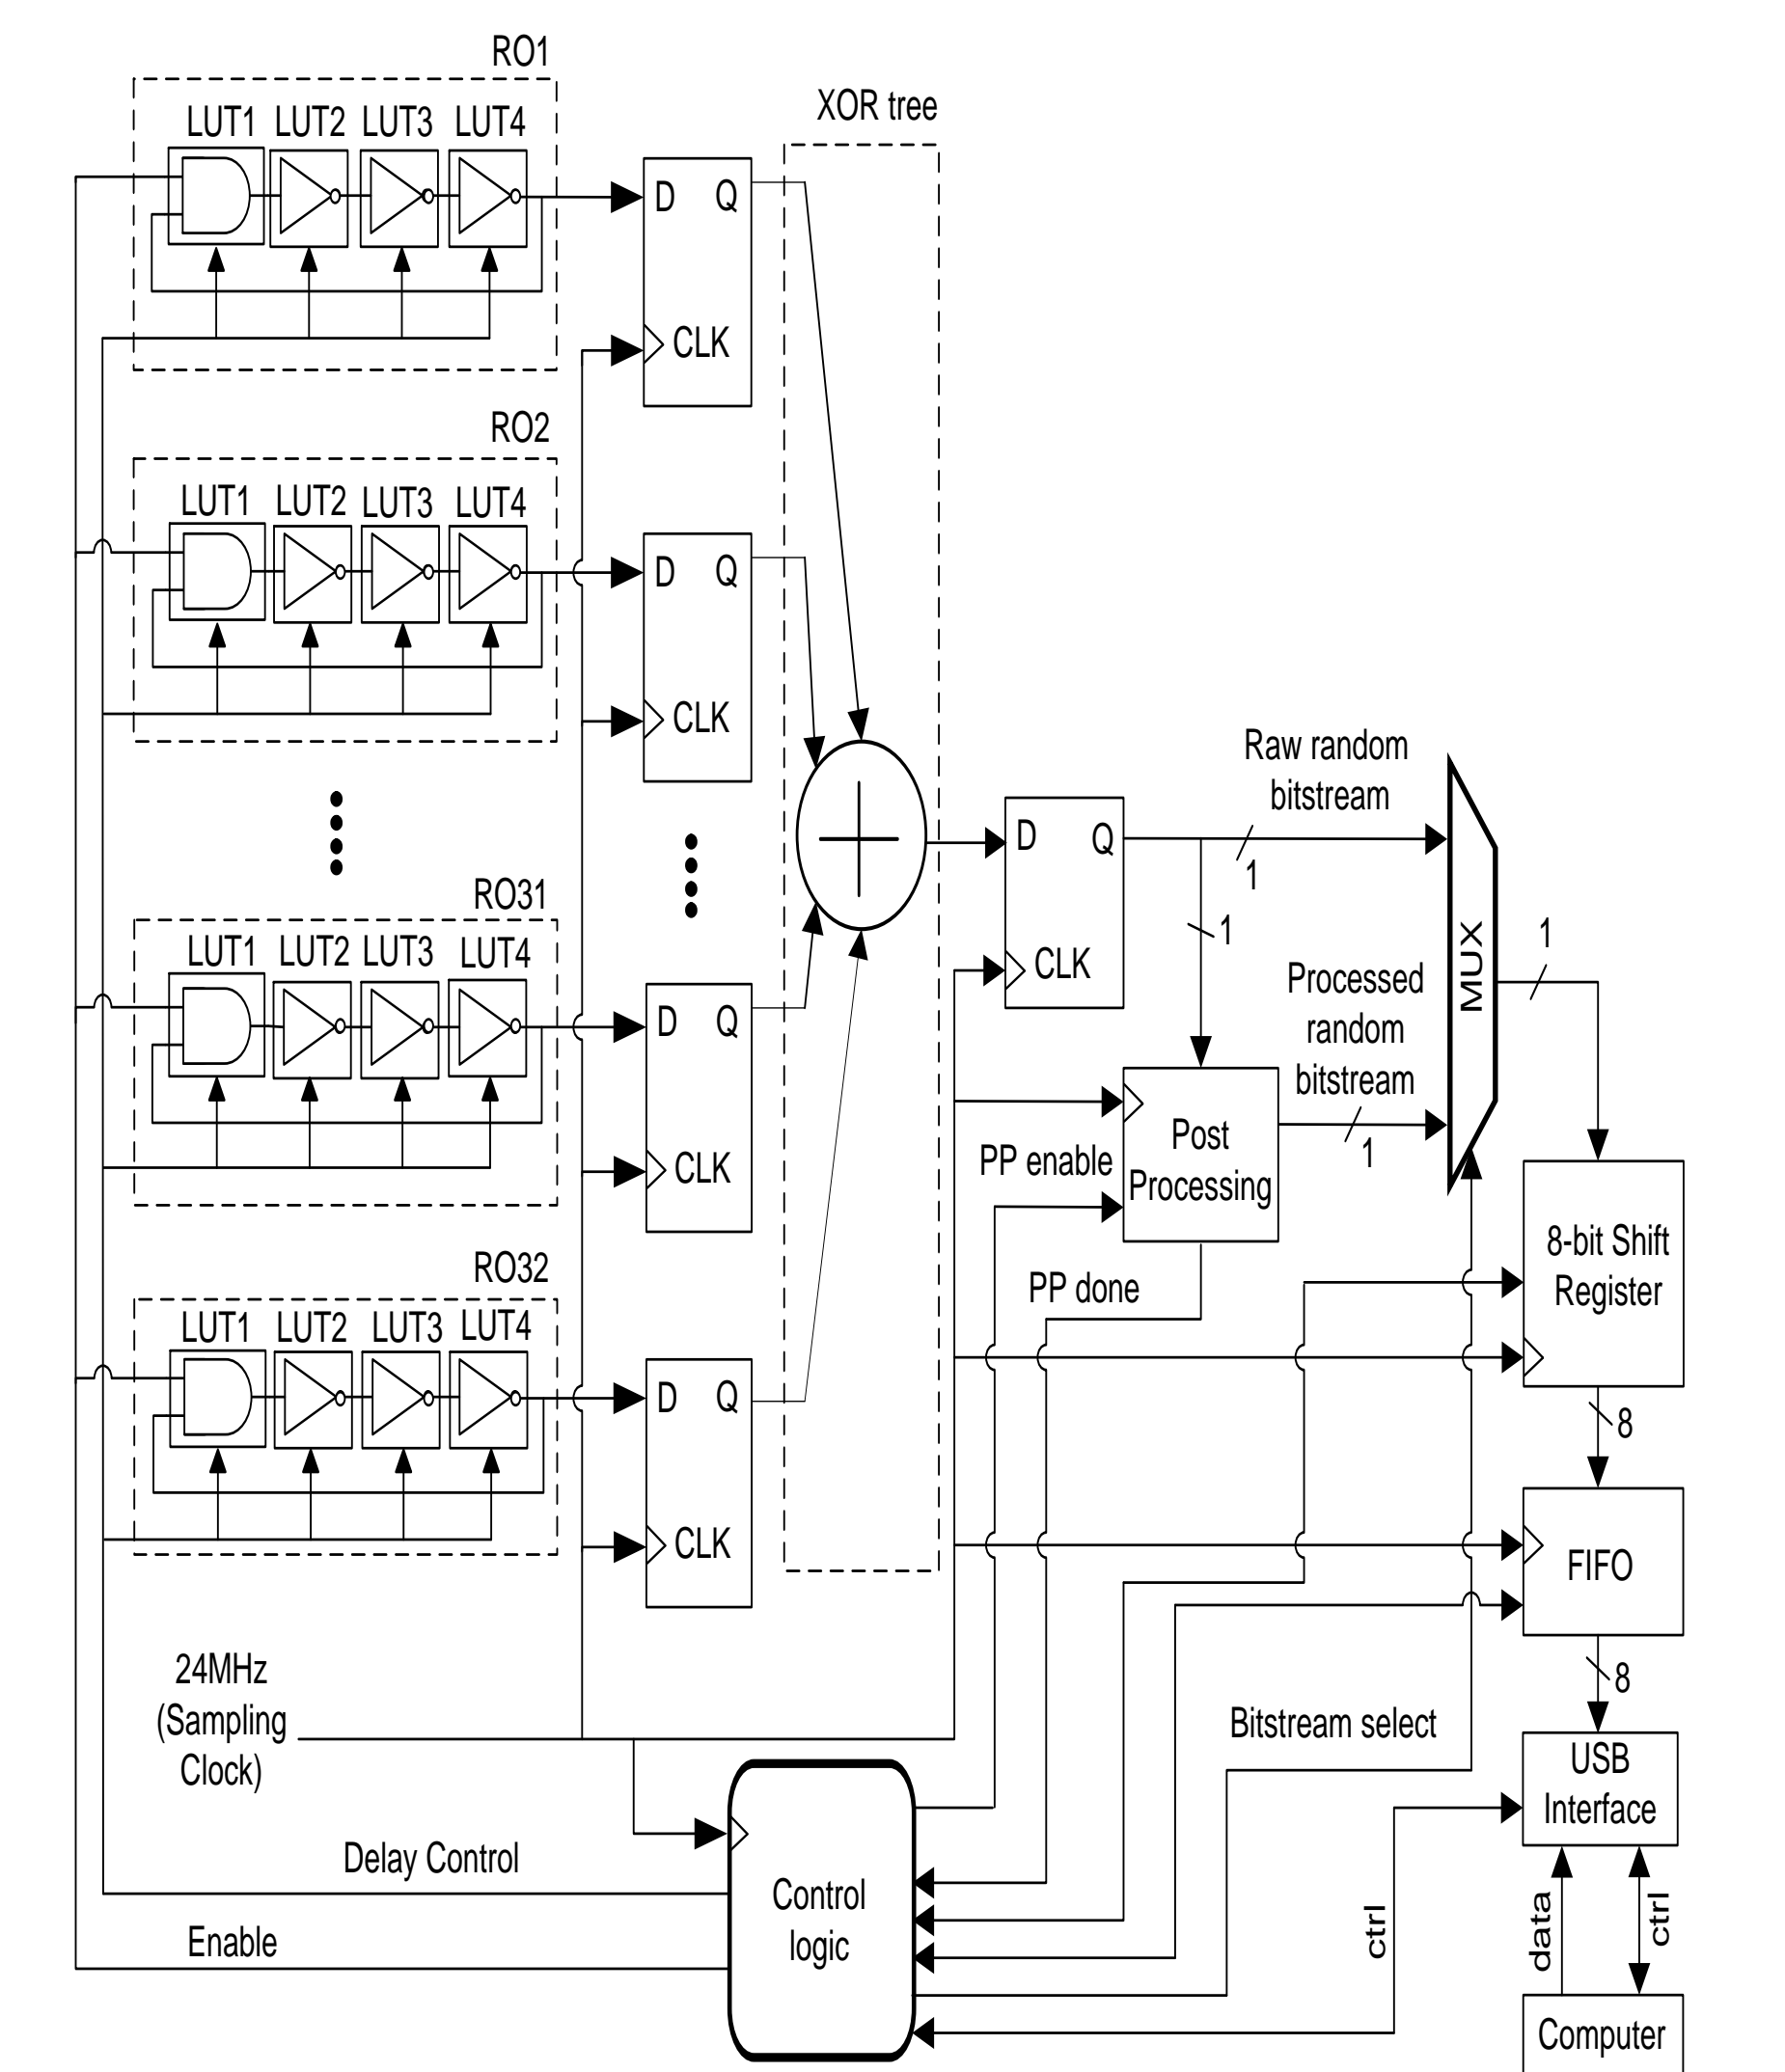 RO1
LUT1 LUT2 LUT3 LUT4
XOR tree
D Q
CLK
RO2
LUT1 LUT2 LUT3 LUT4
D Q
CLK
RO31
LUT1 LUT2 LUT3 LUT4
D Q
CLK
RO32
LUT1 LUT2 LUT3 LUT4
D Q
CLK
D Q
CLK
Raw random
bitstream
1
1
Processed
random
bitstream
1
MUX
1
Post
Processing
PP enable
PP done
8-bit Shift
Register
8
FIFO
8
USB
Interface
24MHz
(Sampling
Clock)
Bitstream select
Delay Control
Enable
Control
logic
ctrl
data
ctrl
Computer